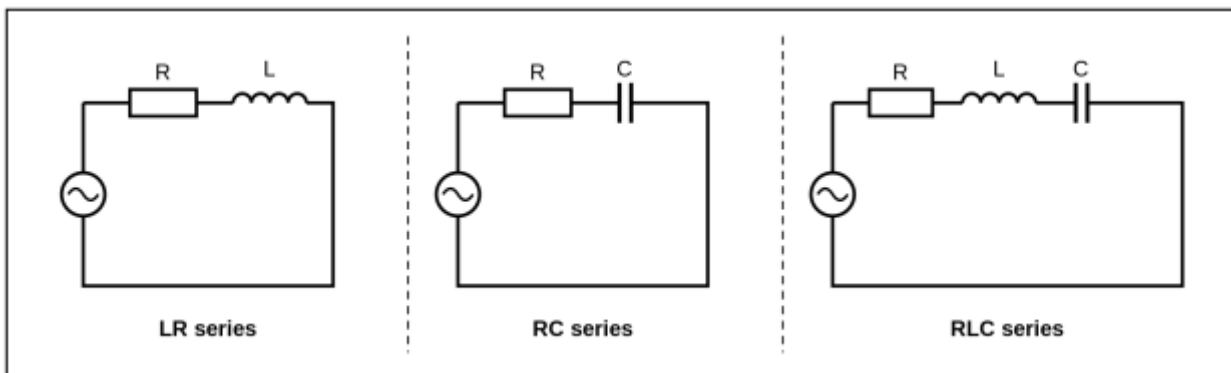 R L
R C
R L C
LR series
RC series
RLC series